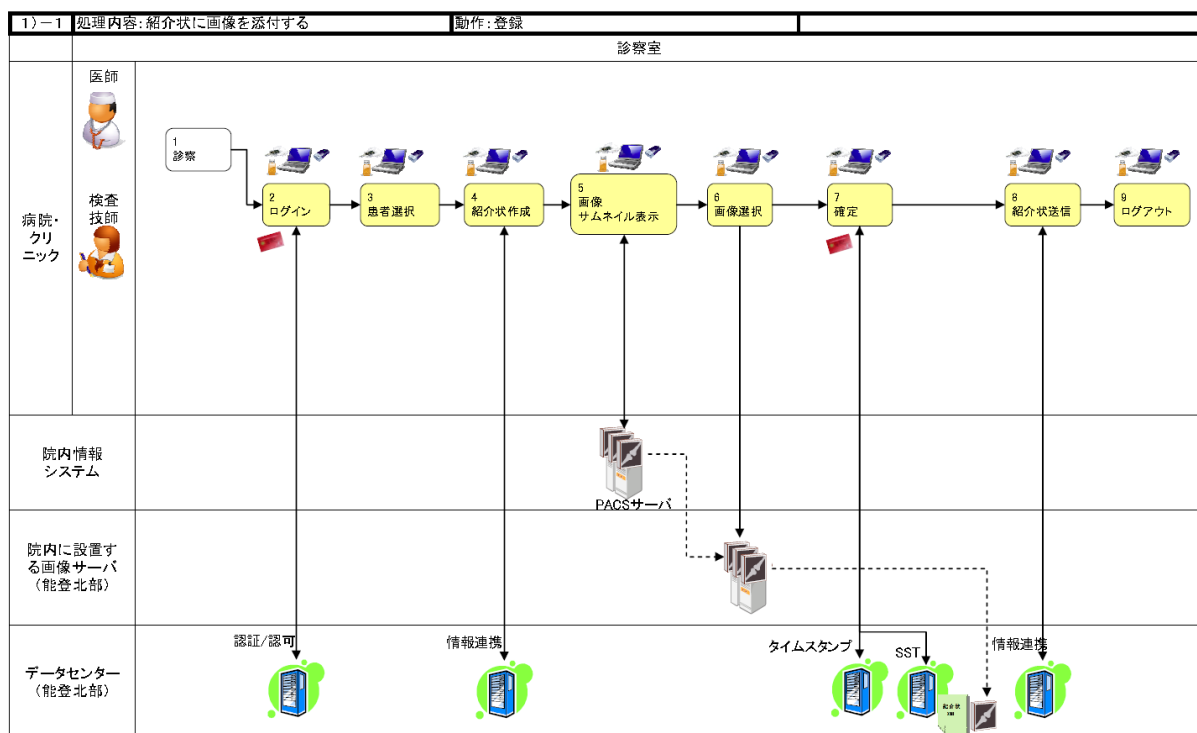 1)－1
処理内容:紹介状に画像を添付する
動作:登録
診察室
病院・
クリ
ニック
医師
検査
技師
1
診察
2
ログイン
3
患者選択
4
紹介状作成
5
画像
サムネイル表示
6
画像選択
7
確定
8
紹介状送信
9
ログアウト
院内情報
システム
PACSサーバ
院内に設置す
る画像サーバ
(能登北部)
データセンター
(能登北部)
認証/認可
情報連携
タイムスタンプ
SST
情報連携
紹介状